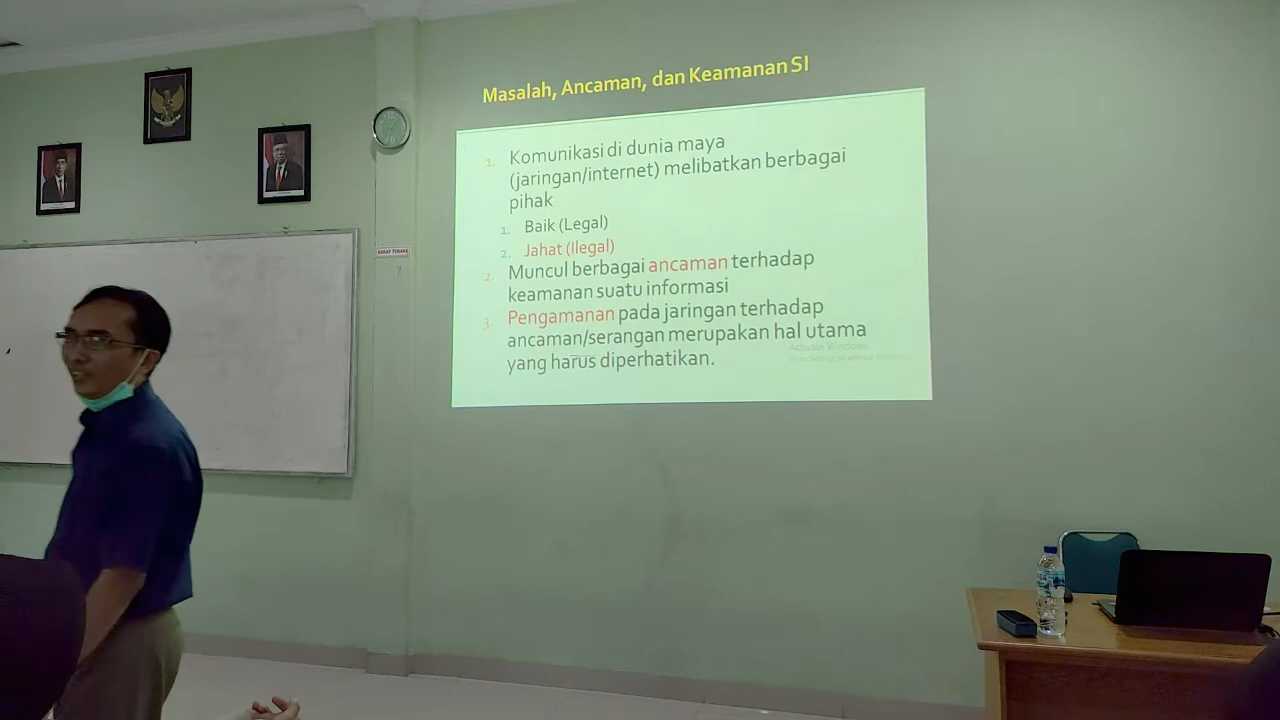 Masalah, Ancaman, dan Keamanan SI
1. Komunikasi di dunia maya
(jaringan/internet) melibatkan berbagai
pihak
1. Baik (Legal)
2. Jahat (Ilegal)
2. Muncul berbagai ancaman terhadap
keamanan suatu informasi
3. Pengamanan pada jaringan terhadap
ancaman/serangan merupakan hal utama
yang harus diperhatikan.
Activate Windows
HARAP TENANG